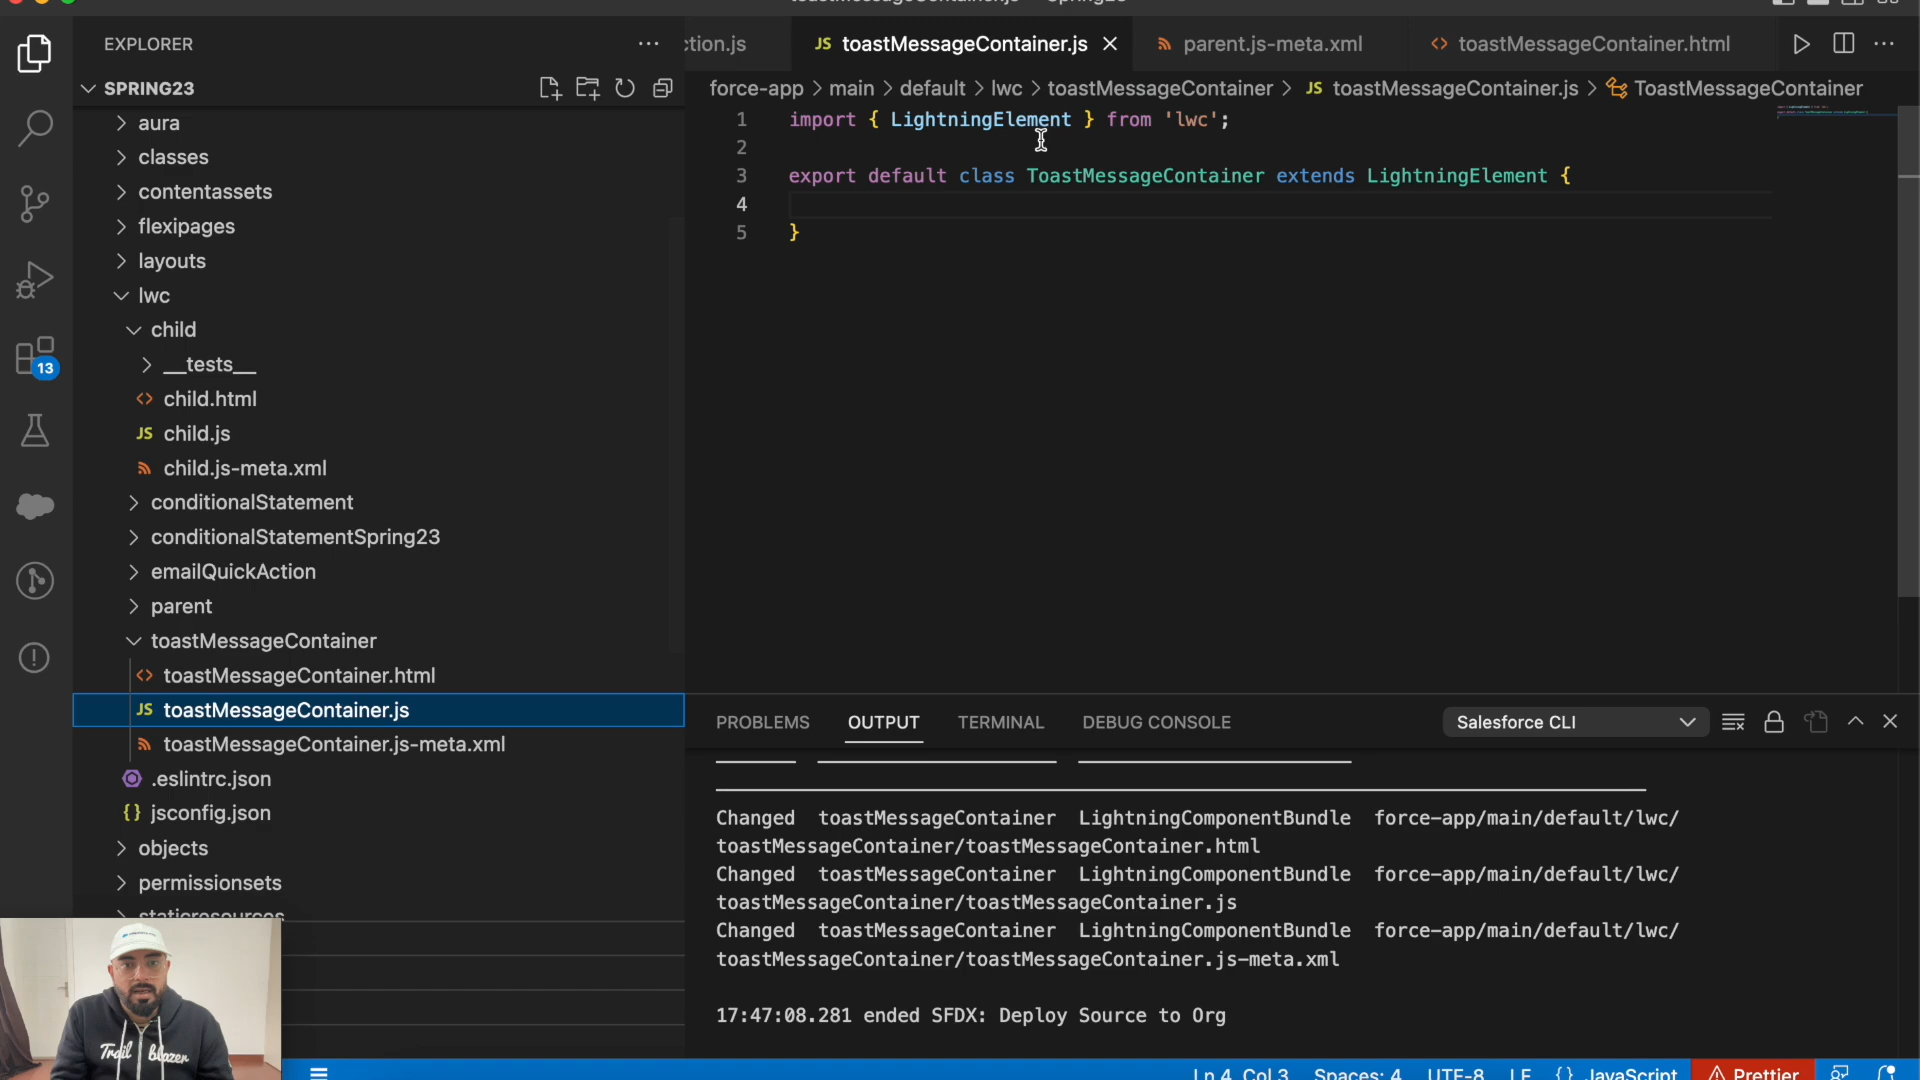 EXPLORER
SPRING23
aura
classes
contentassets
flexipages
layouts
lwc
child
__tests__
child.html
child.js
child.js-meta.xml
conditionalStatement
conditionalStatementSpring23
emailQuickAction
parent
toastMessageContainer
toastMessageContainer.html
JS toastMessageContainer.js
toastMessageContainer.js-meta.xml
.eslintrc.json
{} jsconfig.json
objects
permissionsets
staticresources
13
ction.js
JS toastMessageContainer.js
parent.js-meta.xml
toastMessageContainer.html
force-app > main > default > lwc > toastMessageContainer > JS toastMessageContainer.js > ToastMessageContainer
1 import { LightningElement } from 'lwc';
2
3 export default class ToastMessageContainer extends LightningElement {
4
5 }
PROBLEMS OUTPUT TERMINAL DEBUG CONSOLE
Salesforce CLI
Changed toastMessageContainer LightningComponentBundle force-app/main/default/lwc/
toastMessageContainer/toastMessageContainer.html
Changed toastMessageContainer LightningComponentBundle force-app/main/default/lwc/
toastMessageContainer/toastMessageContainer.js
Changed toastMessageContainer LightningComponentBundle force-app/main/default/lwc/
toastMessageContainer/toastMessageContainer.js-meta.xml
17:47:08.281 ended SFDX: Deploy Source to Org
Trail blazer
Ln 4, Col 3 Spaces: 4 UTF-8 LF {} JavaScript Prettier